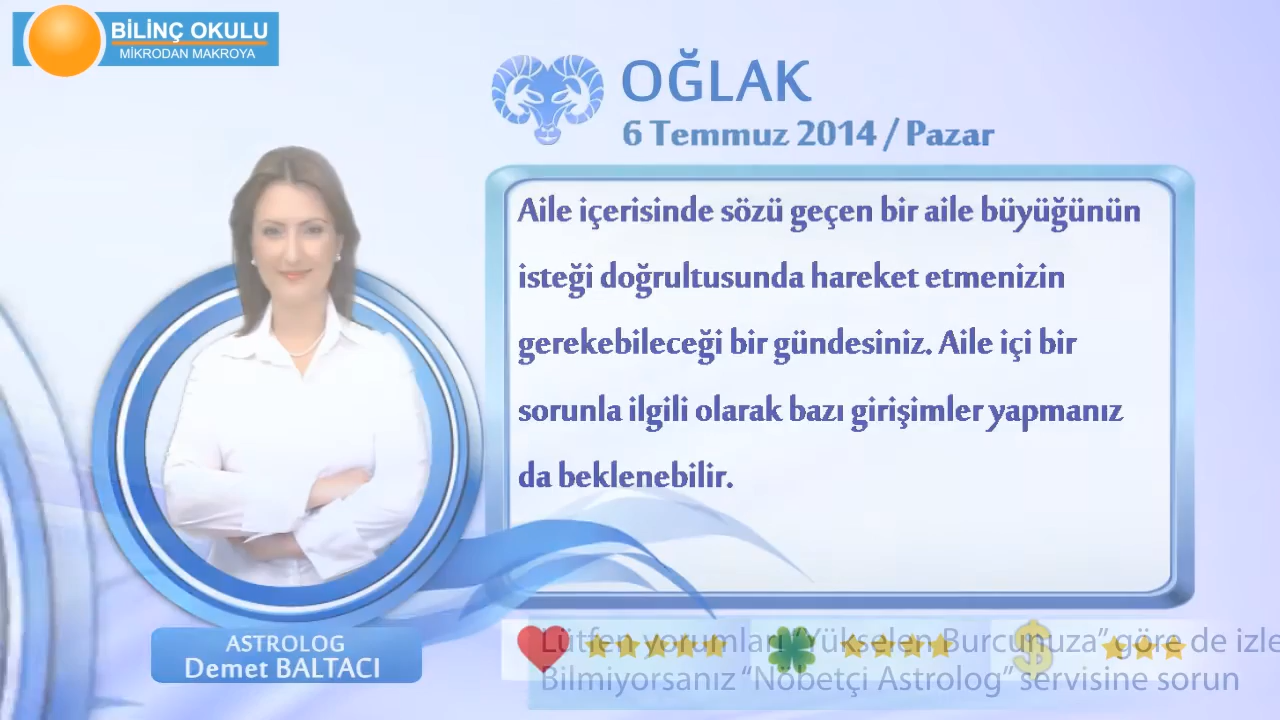 BİLİNÇ OKULU
MİKRODAN MAKROYA
OĞLAK
6 Temmuz 2014 / Pazar
Aile içerisinde sözü geçen bir aile büyüğünün
isteği doğrultusunda hareket etmenizin
gerekebileceği bir gündesiniz. Aile içi bir
sorunla ilgili olarak bazı girişimler yapmanız
da beklenebilir.
ASTROLOG
Demet BALTACI
Lütfen yorumları "Yükselen Burcunuza" göre de izle
Bilmiyorsanız "Nöbetçi Astrolog" servisine sorun